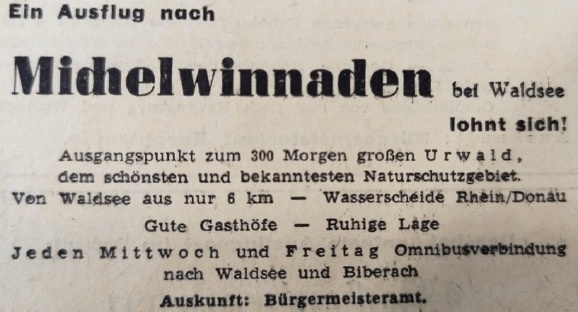 Ein Ausflug nach
Michelwinnaden bei Waldsee
lohnt sich!
Ausgangspunkt zum 300 Morgen großen Urwald,
dem schönsten und bekanntesten Naturschutzgebiet.
Von Waldsee aus nur 6 km — Wasserscheide Rhein/Donau
Gute Gasthöfe — Ruhige Lage
Jeden Mittwoch und Freitag Omnibusverbindung
nach Waldsee und Biberach
Auskunft: Bürgermeisteramt.